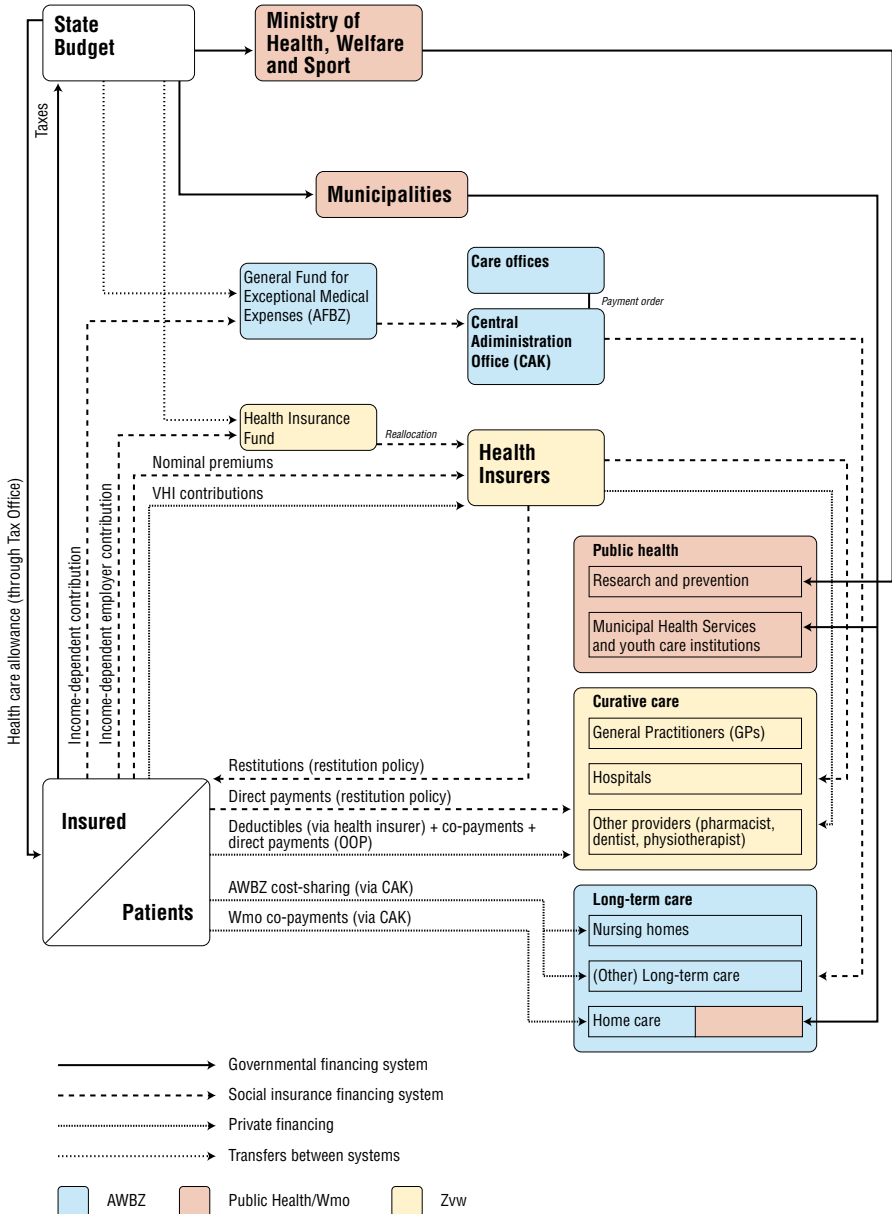 State
Budget
Ministry of
Health, Welfare
and Sport
Taxes
Municipalities
Care offices
General Fund for
Exceptional Medical
Expenses (AFBZ)
Payment order
Central
Adiministration
Office (CAK)
Health Insurance
Fund
Reallocation
Health
Insurers
Nominal premiums
VHI contributions
Health care allowance (through Tax Office)
Income-dependent contribution
Income-dependent employer contribution
Public health
Research and prevention
Municipal Health Services
and youth care institutions
Curative care
General Practitioners (GPs)
Hospitals
Other providers (pharmacist,
dentist, physiotherapist)
Restitutions (restitution policy)
Direct payments (restitution policy)
Deductibles (via health insurer) + co-payments +
direct payments (OOP)
Insured
Patients
AWBZ cost-sharing (via CAK)
Wmo co-payments (via CAK)
Long-term care
Nursing homes
(Other) Long-term care
Home care
Governmental financing system
Social insurance financing system
Private financing
Transfers between systems
AWBZ
Public Health/Wmo
Zvw